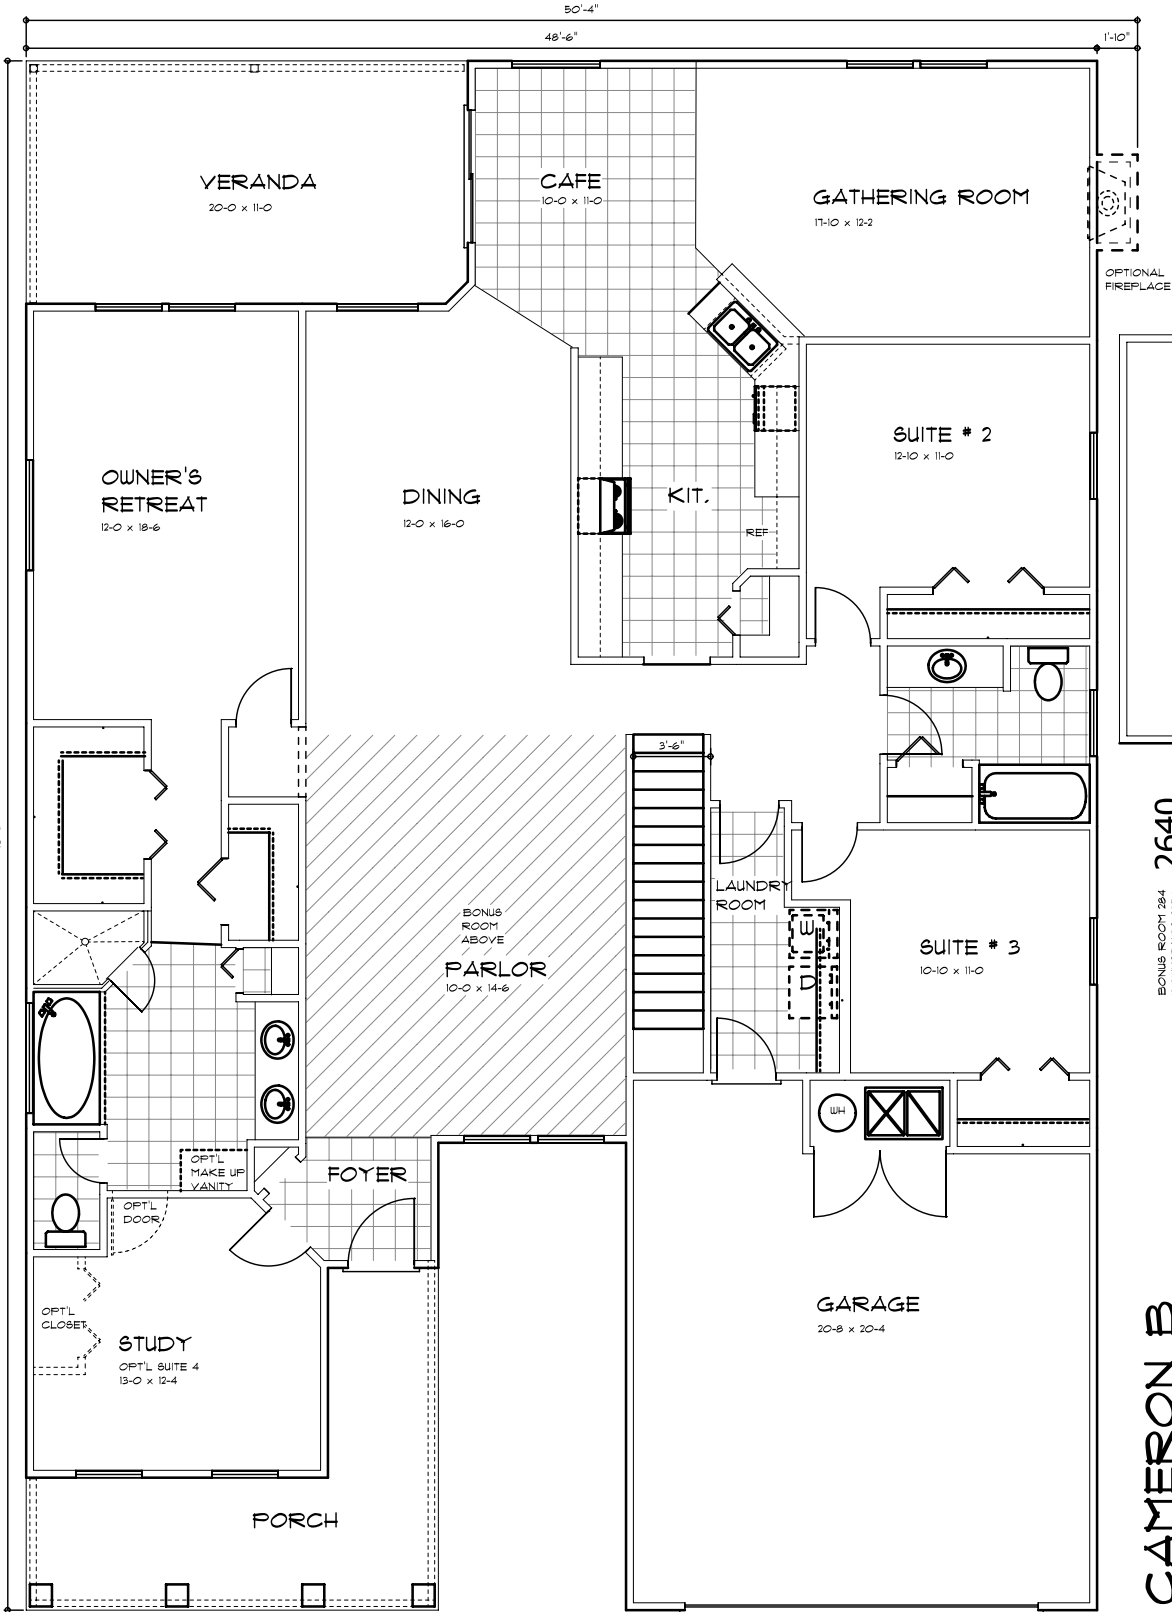 50'-4"
48'-6"
1'-10"
VERANDA
20-0 x 11-0
CAFE
10-0 x 11-0
GATHERING ROOM
17-10 x 12-2
OPTIONAL
FIREPLACE
OWNER'S
RETREAT
12-0 x 18-6
DINING
12-0 x 16-0
KIT.
REF
SUITE # 2
12-10 x 11-0
3'-6"
LAUNDRY
ROOM
W
D
BONUS
ROOM
ABOVE
PARLOR
10-0 x 14-6
SUITE # 3
10-10 x 11-0
WH
OPT'L
MAKE UP
VANITY
FOYER
OPT'L
DOOR
OPT'L
CLOSET
STUDY
OPT'L SUITE 4
13-0 x 12-4
GARAGE
20-8 x 20-4
PORCH
2640
BONUS ROOM 284
CAMERON B